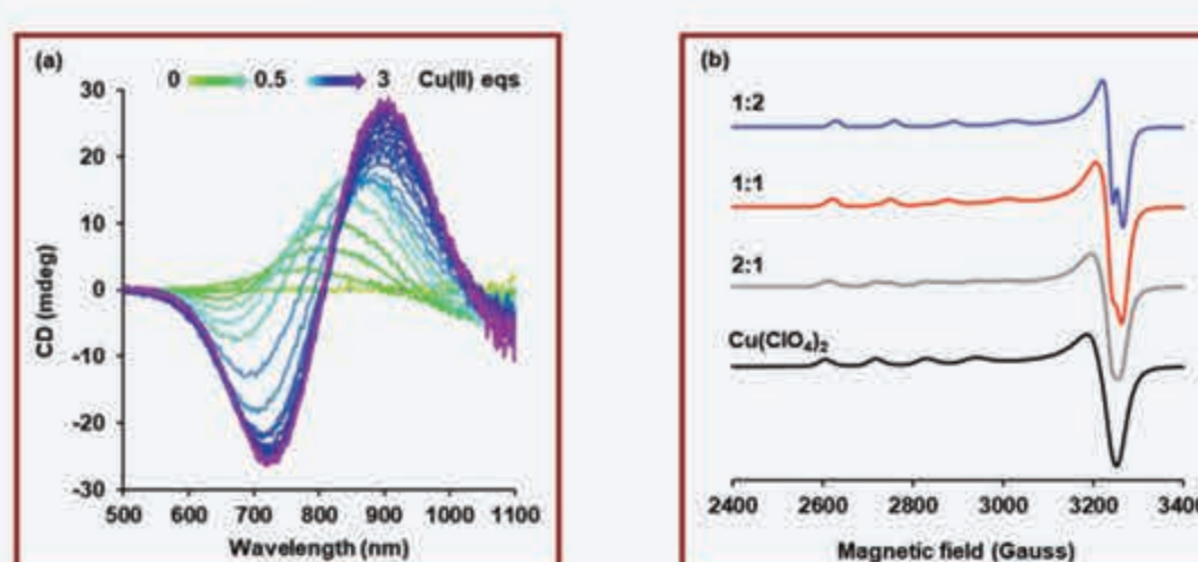 (a)
0 0.5 3 Cu(II) eqs
30
20
10
0
-10
-20
-30
CD (mdeg)
500 600 700 800 900 1000 1100
Wavelength (nm)
(b)
1:2
1:1
2:1
Cu(ClO₄)₂
2400 2600 2800 3000 3200 3400
Magnetic field (Gauss)